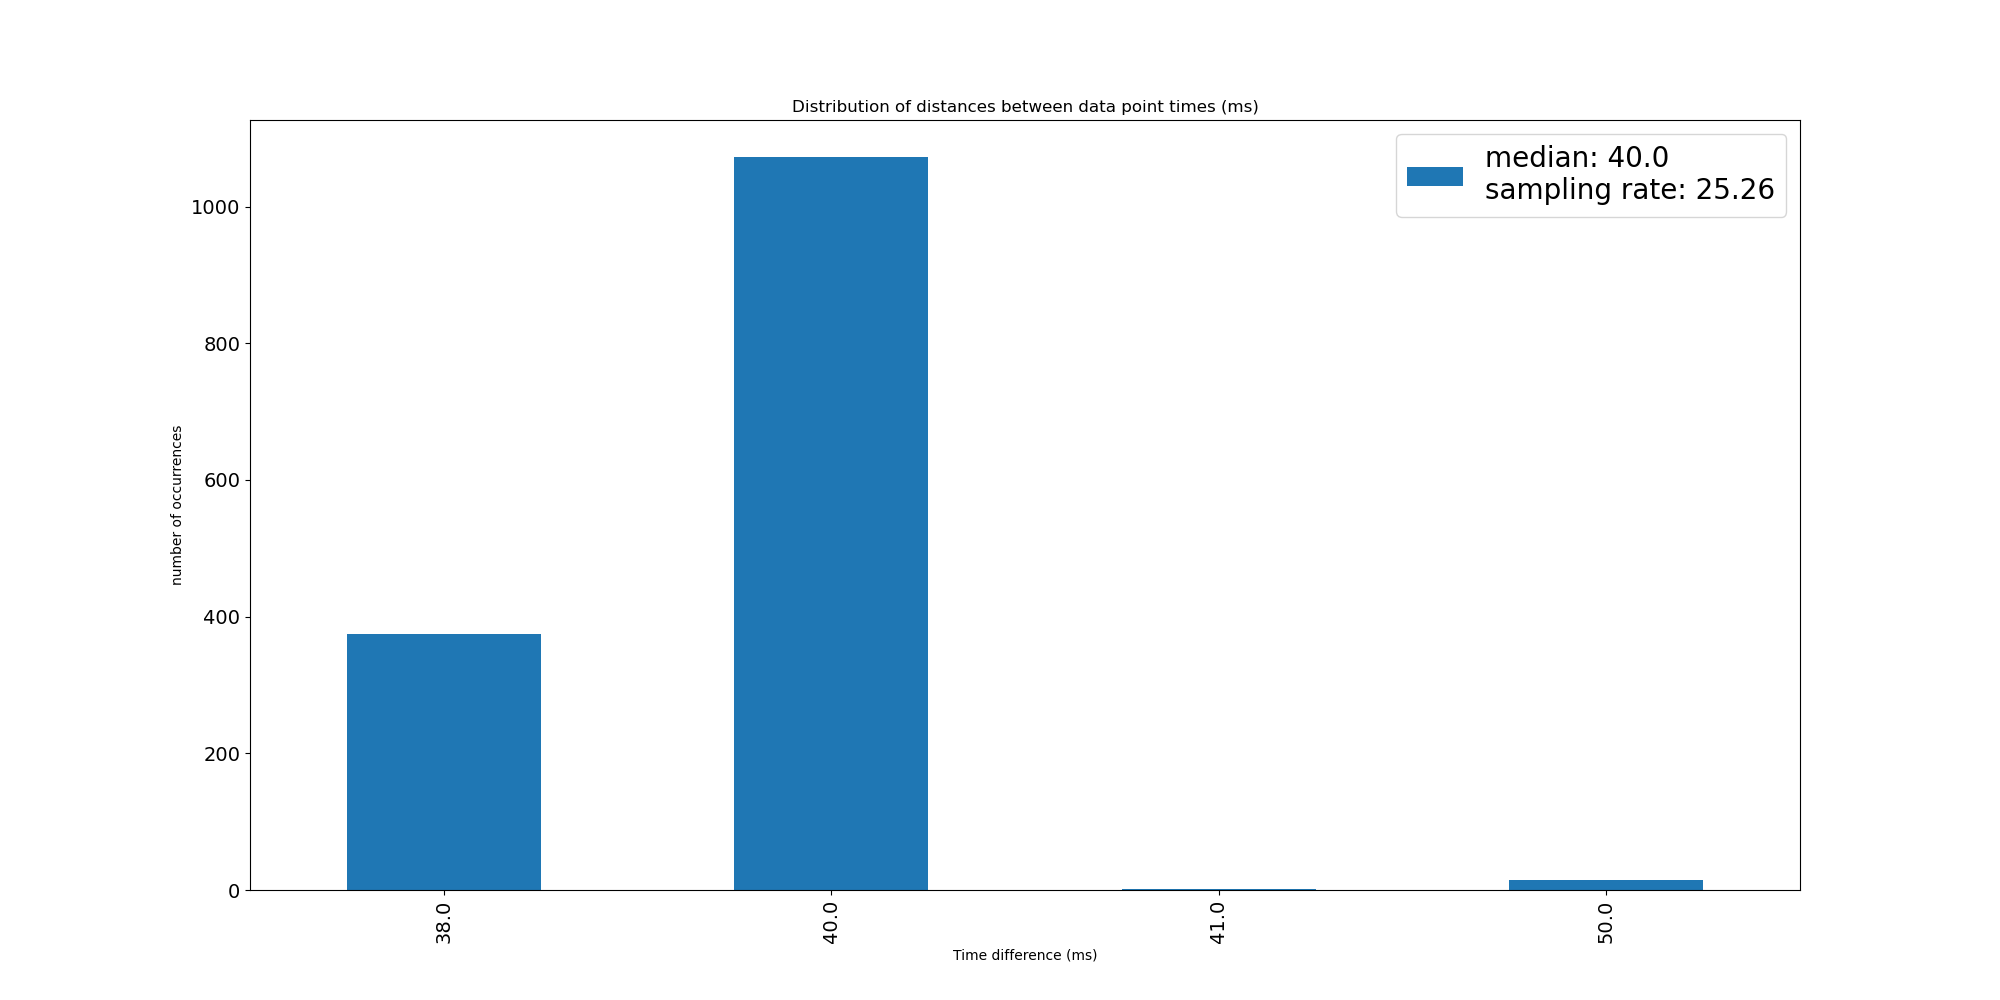 Distribution of distances between data point times (ms)
median: 40.0
sampling rate: 25.26
number of occurrences
1000
800
600
400
200
0
38.0
40.0
41.0
50.0
Time difference (ms)